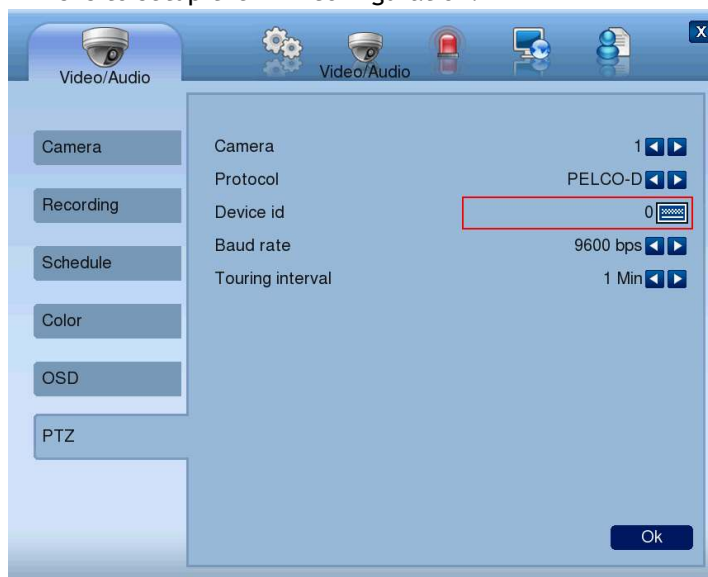 X
Video/Audio
Video/Audio
Camera
Recording
Schedule
Color
OSD
PTZ
Camera 1
Protocol PELCO-D
Device id 0
Baud rate 9600 bps
Touring interval 1 Min
Ok